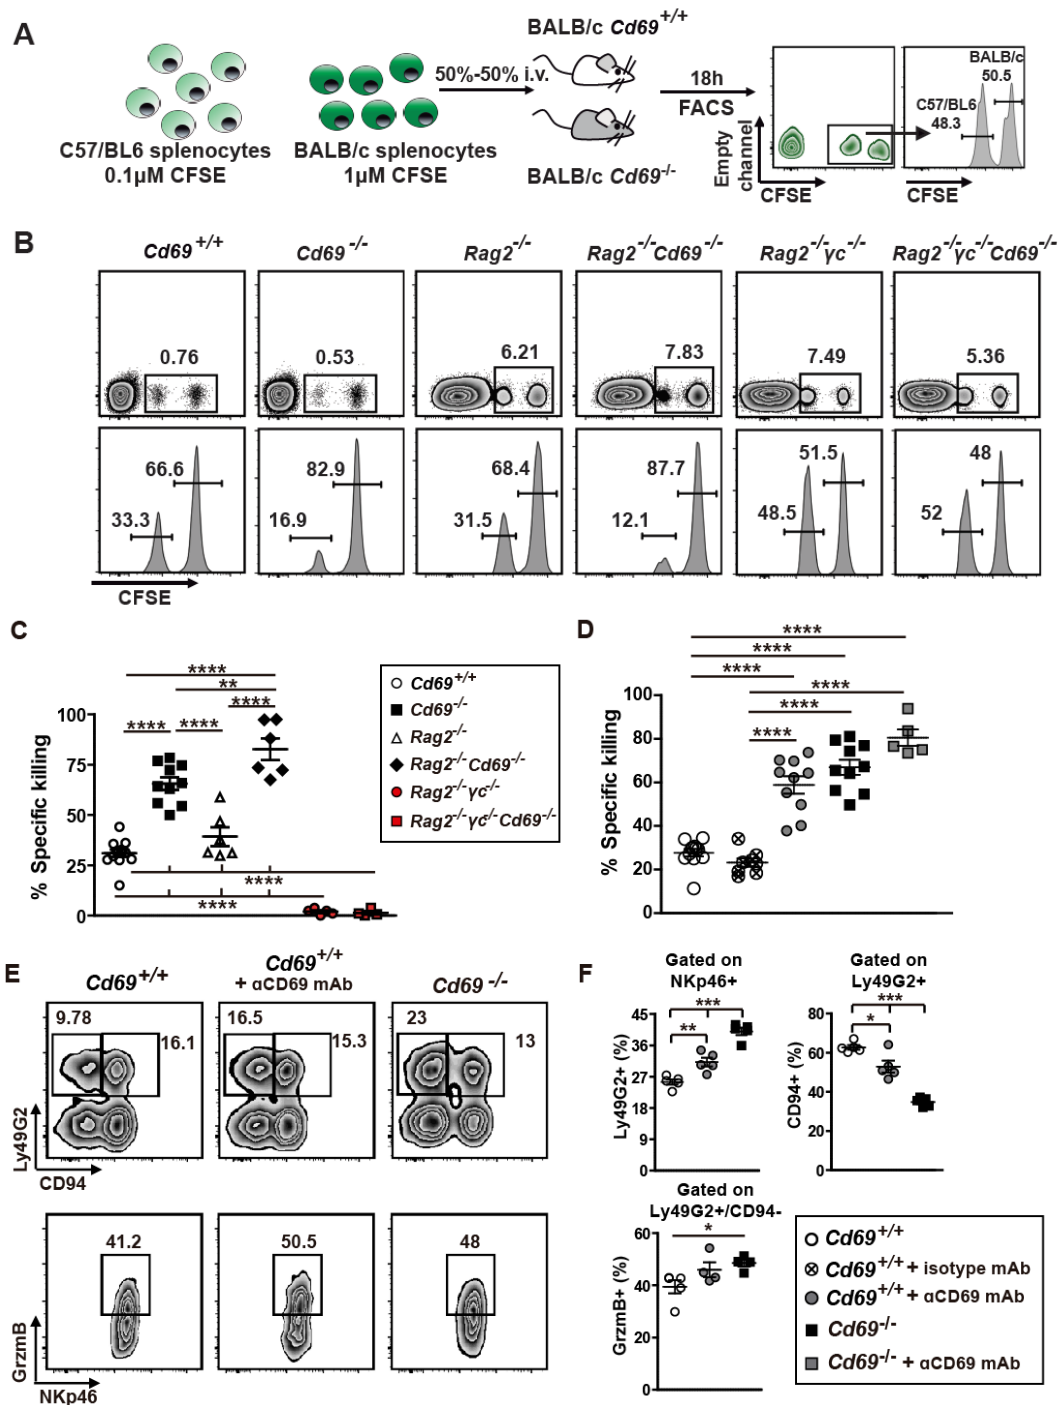 A
BALB/c Cd69+/+
50%-50% i.v.
18h
FACS
C57/BL6 splenocytes
0.1µM CFSE
BALB/c splenocytes
1µM CFSE
BALB/c Cd69-/-
Empty channel
CFSE
BALB/c
50.5
C57/BL6
48.3
CFSE
B
Cd69+/+ Cd69-/- Rag2-/- Rag2-/-Cd69-/- Rag2-/-γc-/- Rag2-/-γc-/-Cd69-/-
0.76 0.53 6.21 7.83 7.49 5.36
66.6 82.9 68.4 87.7 51.5 48
33.3 16.9 31.5 12.1 48.5 52
CFSE
C
**** 
**
****
**** ****
100
75
50
25
0
% Specific killing
****
****
Cd69+/+
Cd69-/-
Rag2-/-
Rag2-/-Cd69-/-
Rag2-/-γc-/-
Rag2-/-γc-/-Cd69-/-
D
****
****
****
****
****
****
100
80
60
40
20
0
% Specific killing
E
Cd69+/+
Cd69+/+
+ αCD69 mAb
Cd69-/-
9.78 16.1
16.5 15.3
23 13
Ly49G2
CD94
41.2 50.5 48
GrzmB
NKp46
F
Gated on
NKp46+
***
**
45
36
27
18
9
0
Ly49G2+ (%)
Gated on
Ly49G2+
***
*
80
60
40
20
0
CD94+ (%)
Gated on
Ly49G2+/CD94-
*
60
40
20
0
GrzmB+ (%)
Cd69+/+
Cd69+/+ + isotype mAb
Cd69+/+ + αCD69 mAb
Cd69-/-
Cd69-/- + αCD69 mAb